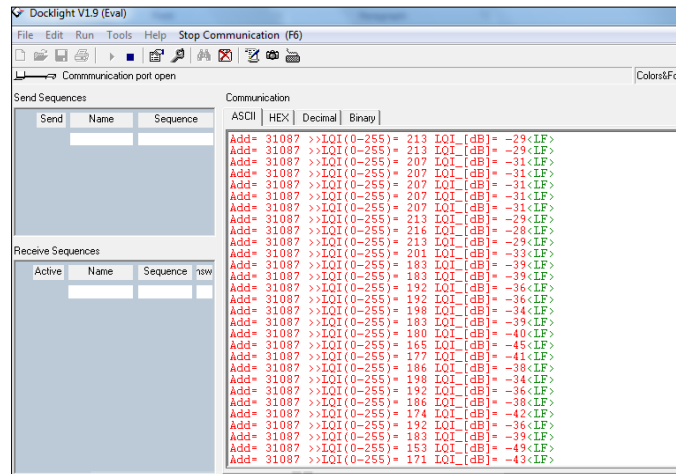 Docklight V1.9 (Eval)
File Edit Run Tools Help Stop Communication (F6)
Commmunication port open
Colors&Fo
Send Sequences
Send Name Sequence
Receive Sequences
Active Name Sequence nsw
Communication
ASCII HEX Decimal Binary
Add= 31087 >>LQI(0-255)= 213 LQI_[dB]= -29<LF>
Add= 31087 >>LQI(0-255)= 213 LQI_[dB]= -29<LF>
Add= 31087 >>LQI(0-255)= 207 LQI_[dB]= -31<LF>
Add= 31087 >>LQI(0-255)= 207 LQI_[dB]= -31<LF>
Add= 31087 >>LQI(0-255)= 207 LQI_[dB]= -31<LF>
Add= 31087 >>LQI(0-255)= 207 LQI_[dB]= -31<LF>
Add= 31087 >>LQI(0-255)= 207 LQI_[dB]= -31<LF>
Add= 31087 >>LQI(0-255)= 213 LQI_[dB]= -29<LF>
Add= 31087 >>LQI(0-255)= 216 LQI_[dB]= -28<LF>
Add= 31087 >>LQI(0-255)= 213 LQI_[dB]= -29<LF>
Add= 31087 >>LQI(0-255)= 201 LQI_[dB]= -33<LF>
Add= 31087 >>LQI(0-255)= 183 LQI_[dB]= -39<LF>
Add= 31087 >>LQI(0-255)= 183 LQI_[dB]= -39<LF>
Add= 31087 >>LQI(0-255)= 192 LQI_[dB]= -36<LF>
Add= 31087 >>LQI(0-255)= 192 LQI_[dB]= -36<LF>
Add= 31087 >>LQI(0-255)= 198 LQI_[dB]= -34<LF>
Add= 31087 >>LQI(0-255)= 183 LQI_[dB]= -39<LF>
Add= 31087 >>LQI(0-255)= 180 LQI_[dB]= -40<LF>
Add= 31087 >>LQI(0-255)= 165 LQI_[dB]= -45<LF>
Add= 31087 >>LQI(0-255)= 177 LQI_[dB]= -41<LF>
Add= 31087 >>LQI(0-255)= 186 LQI_[dB]= -38<LF>
Add= 31087 >>LQI(0-255)= 198 LQI_[dB]= -34<LF>
Add= 31087 >>LQI(0-255)= 192 LQI_[dB]= -36<LF>
Add= 31087 >>LQI(0-255)= 186 LQI_[dB]= -38<LF>
Add= 31087 >>LQI(0-255)= 174 LQI_[dB]= -42<LF>
Add= 31087 >>LQI(0-255)= 192 LQI_[dB]= -36<LF>
Add= 31087 >>LQI(0-255)= 183 LQI_[dB]= -39<LF>
Add= 31087 >>LQI(0-255)= 153 LQI_[dB]= -49<LF>
Add= 31087 >>LQI(0-255)= 171 LQI_[dB]= -43<LF>